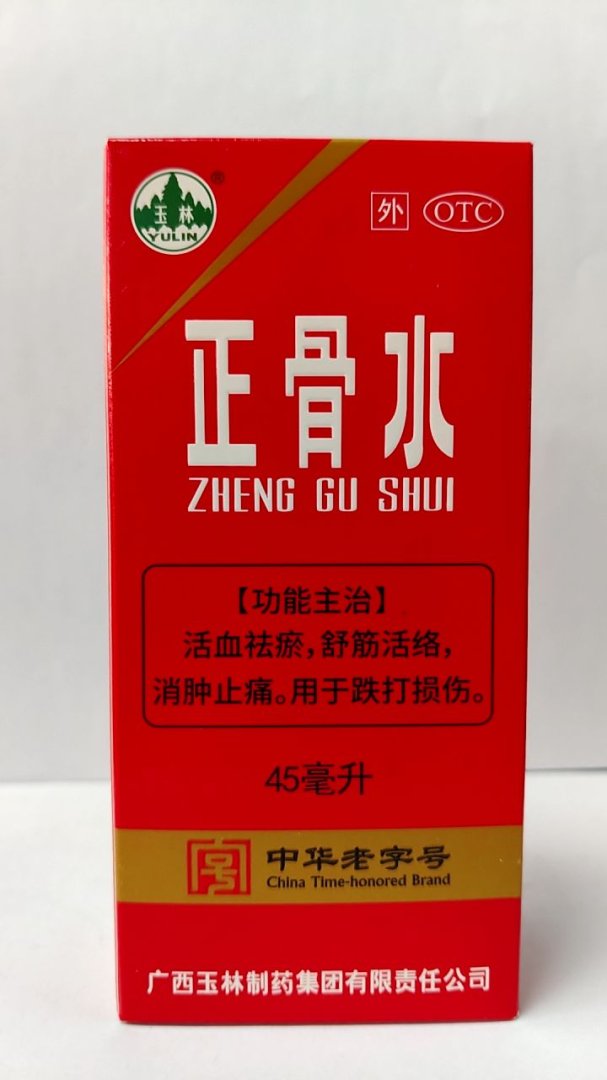 玉林
YULIN
®
外 OTC
正骨水
ZHENG GU SHUI
【功能主治】
活血祛瘀,舒筋活络,
消肿止痛。用于跌打损伤。
45毫升
中华老字号
China Time-honored Brand
广西玉林制药集团有限责任公司